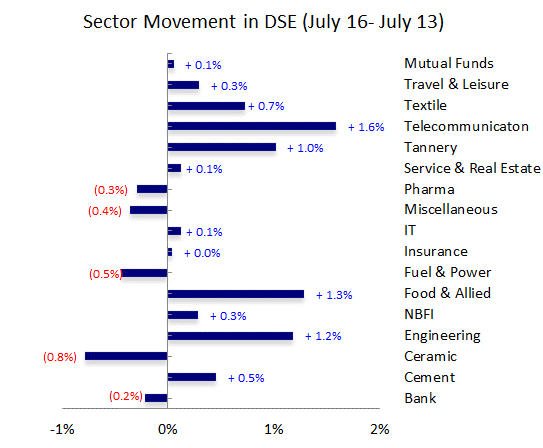 Sector Movement in DSE (July 16- July 13)
+ 0.1% Mutual Funds
+ 0.3% Travel & Leisure
+ 0.7% Textile
+ 1.6% Telecommunicaton
+ 1.0% Tannery
+ 0.1% Service & Real Estate
(0.3%) Pharma
(0.4%) Miscellaneous
+ 0.1% IT
+ 0.0% Insurance
(0.5%) Fuel & Power
+ 1.3% Food & Allied
+ 0.3% NBFI
+ 1.2% Engineering
(0.8%) Ceramic
+ 0.5% Cement
(0.2%) Bank
-1% 0% 1% 2%